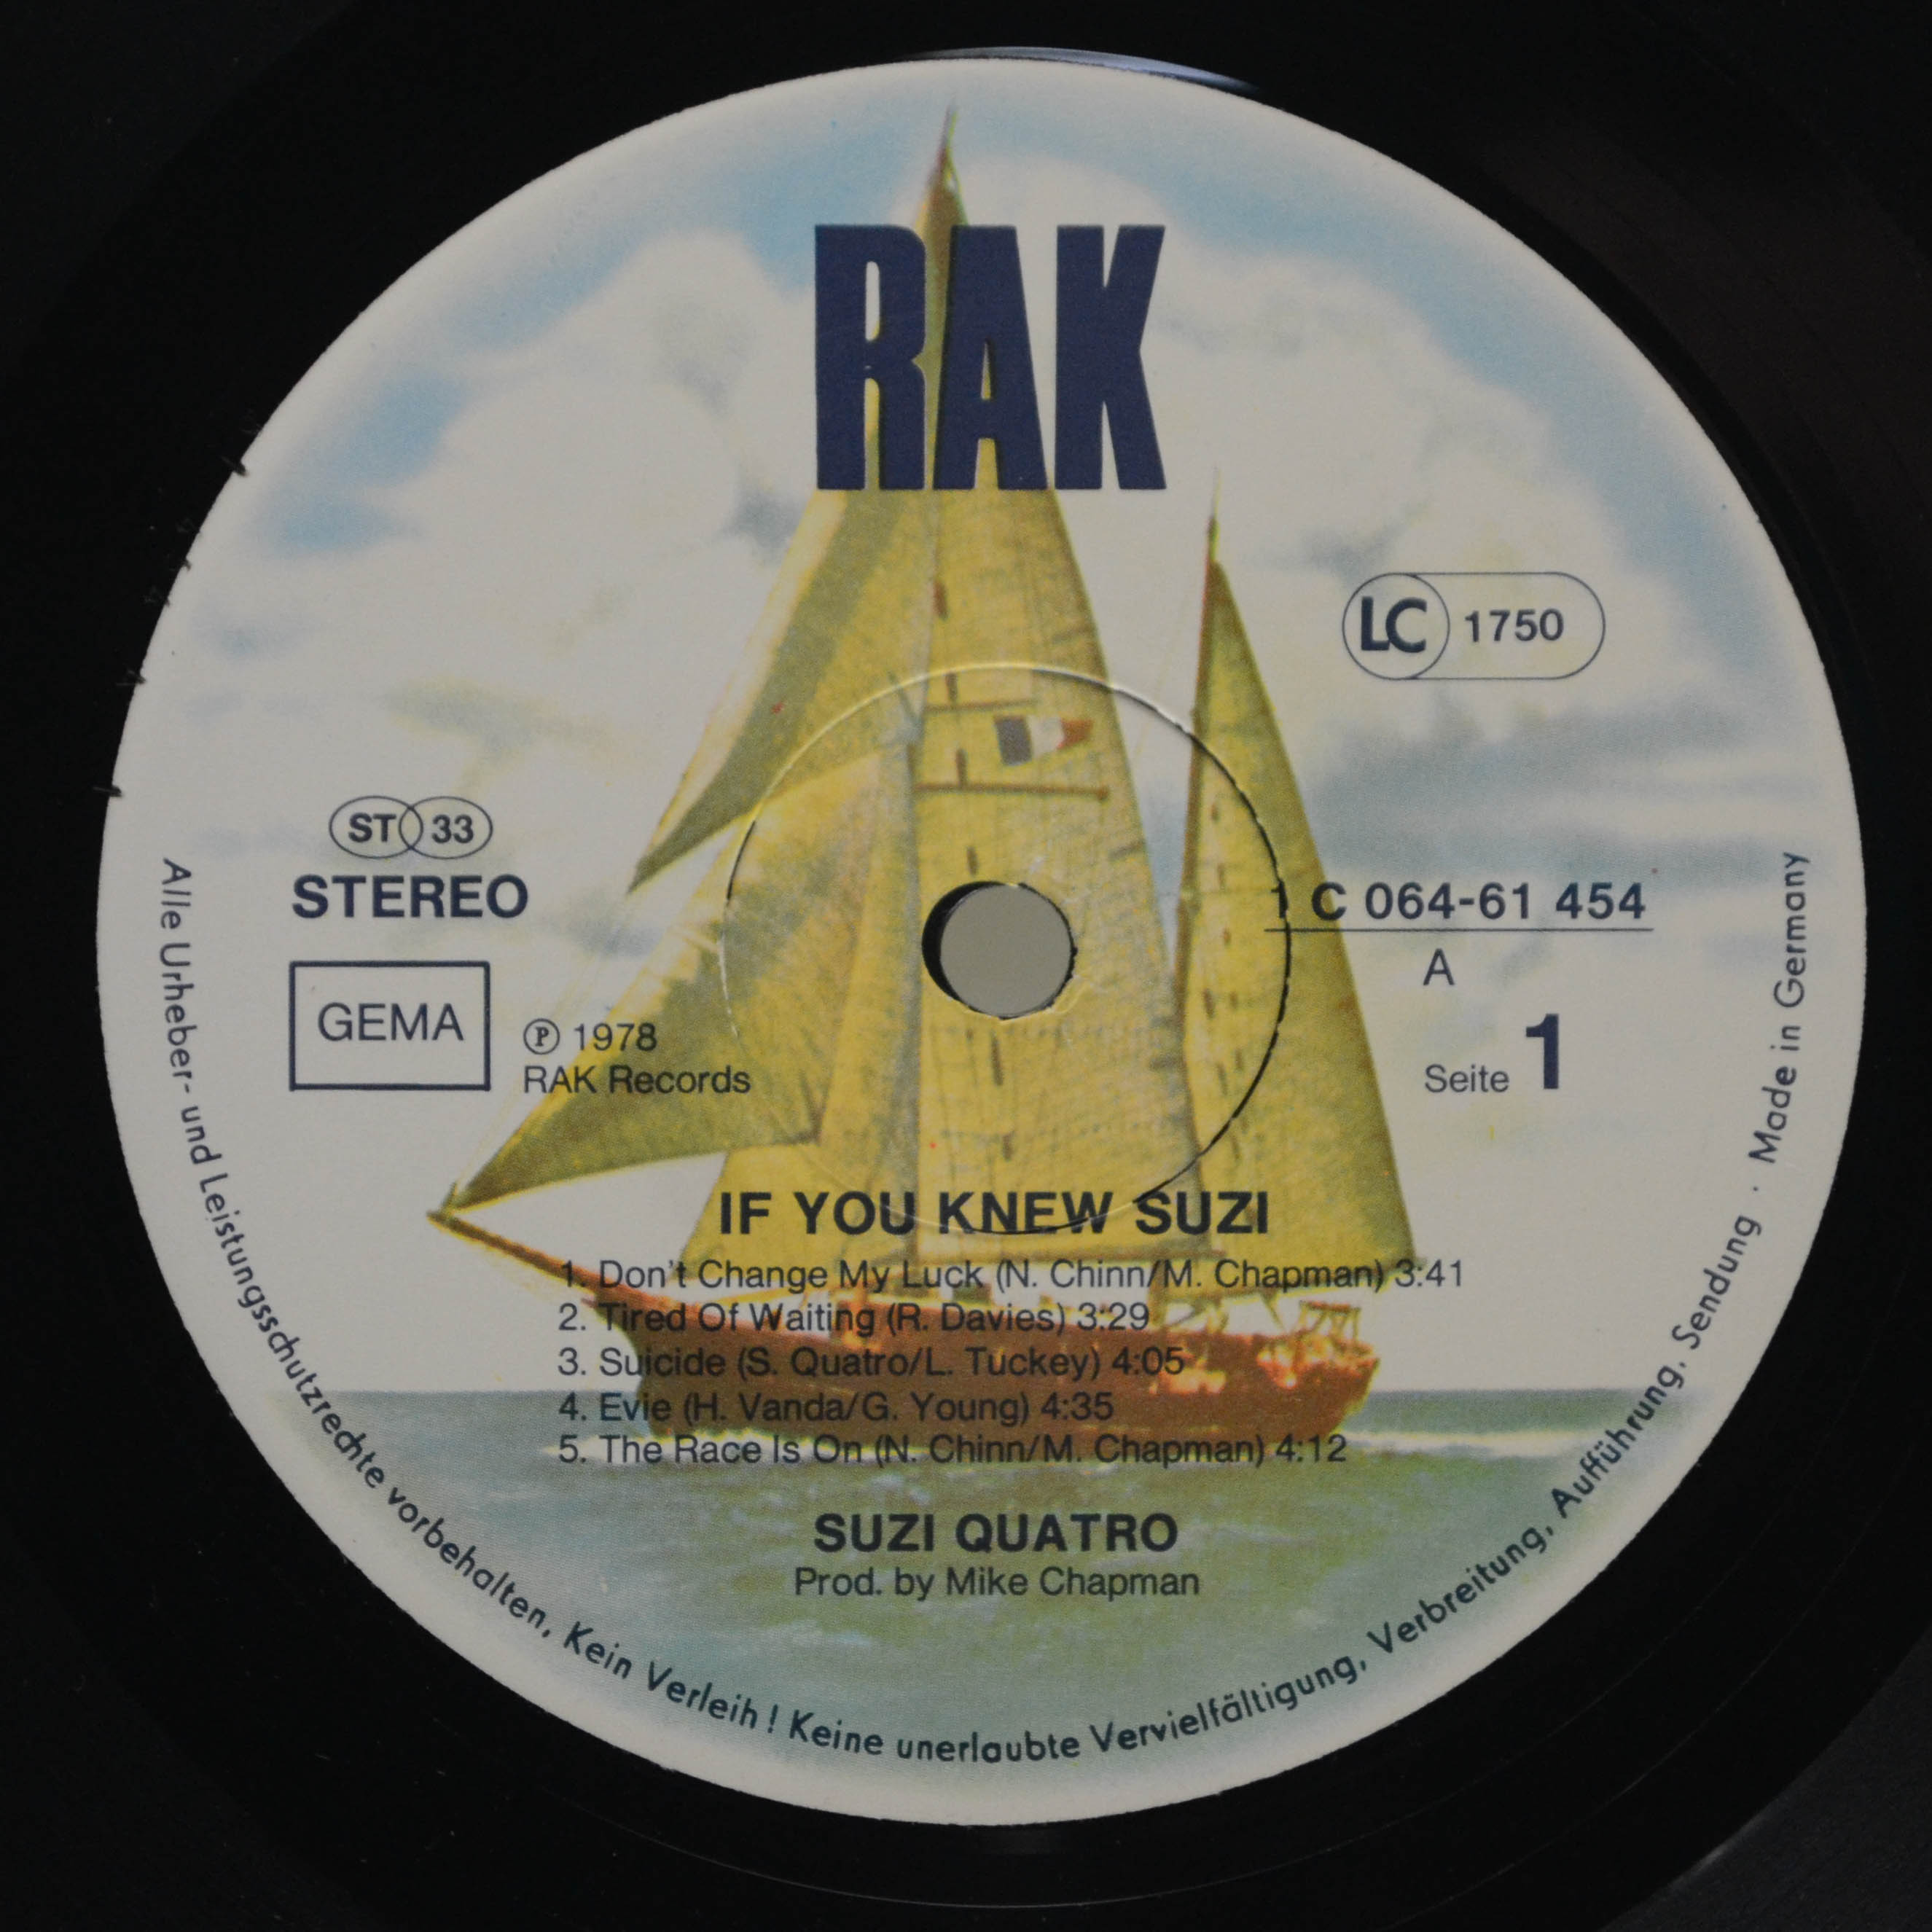 RAK
LC 1750
ST 33
STEREO
1 C 064-61 454
A
GEMA
℗ 1978
RAK Records
Seite 1
IF YOU KNEW SUZI
1. Don't Change My Luck (N. Chinn/M. Chapman) 3:41
2. Tired Of Waiting (R. Davies) 3:29
3. Suicide (S. Quatro/L. Tuckey) 4:05
4. Evie (H. Vanda/G. Young) 4:35
5. The Race Is On (N. Chinn/M. Chapman) 4:12
SUZI QUATRO
Prod. by Mike Chapman
Alle Urheber- und Leistungsschutzrechte vorbehalten, Kein Verleih! Keine unerlaubte Vervielfältigung, Verbreitung, Aufführung, Sendung · Made in Germany